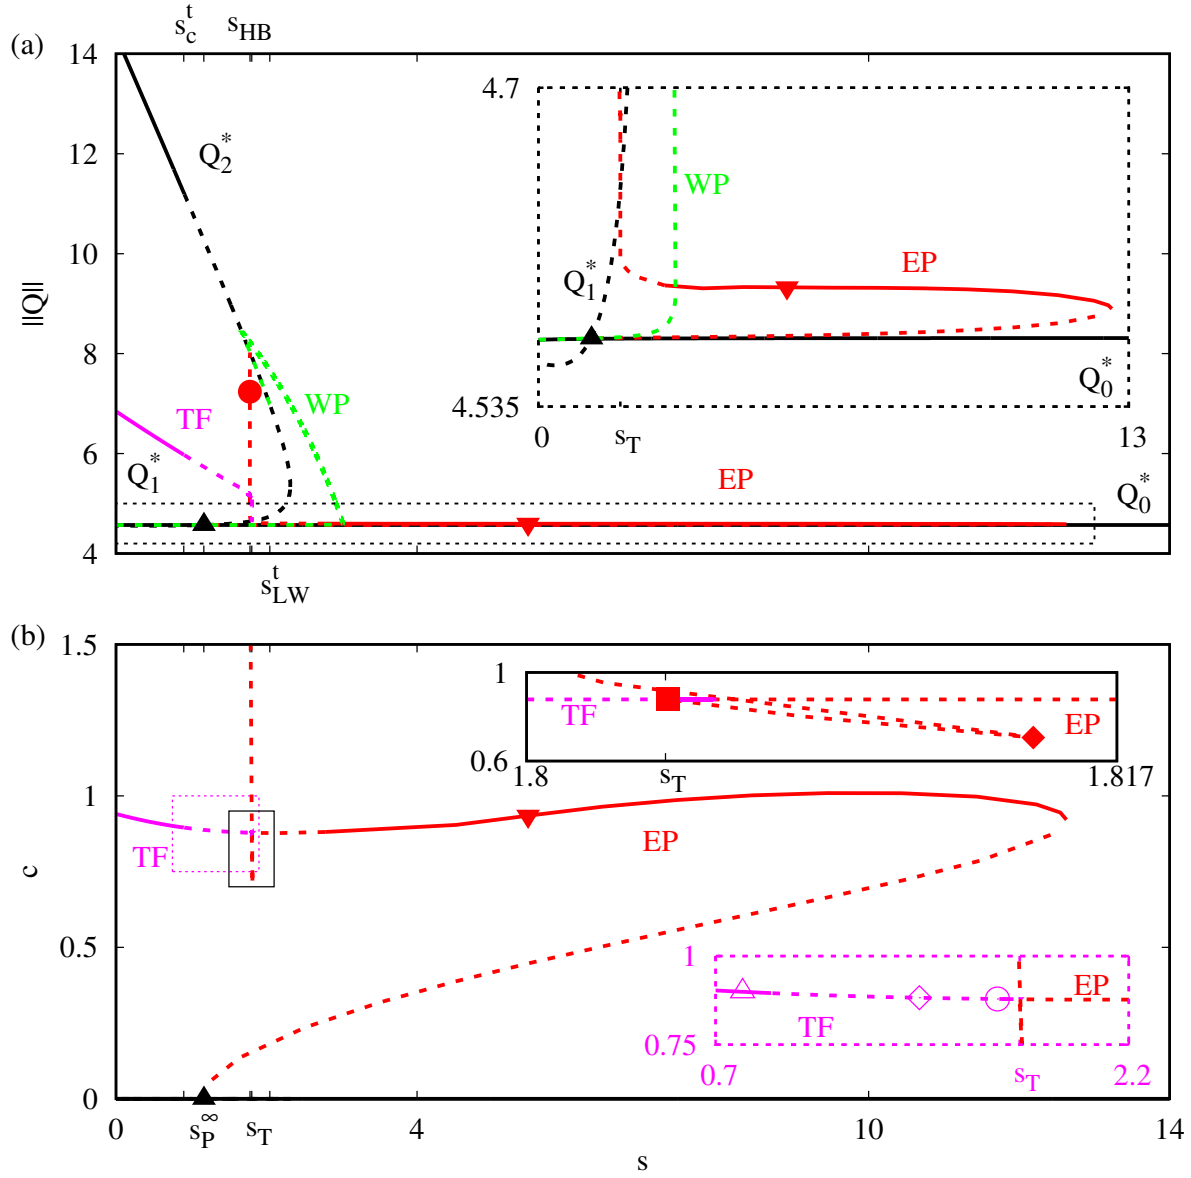 s_c^t s_HB
(a)
14
12
10
8
6
4
||Q||
Q_2^*
TF
Q_1^*
WP
EP
Q_0^*
4.7
WP
EP
Q_1^*
Q_0^*
4.535
0 s_T 13
s_LW^t
(b)
1.5
1
0.5
0
c
TF
EP
1
0.6
TF
EP
1.8 s_T 1.817
1
0.75
TF
EP
0.7 s_T 2.2
0 s_P^∞ s_T 4 10 14
s